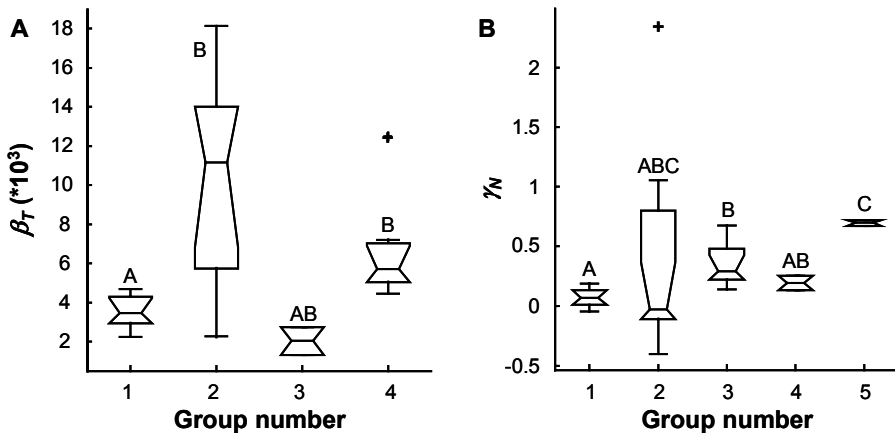 A
18
16
14
12
10
8
6
4
2
β_T (*10³)
A
B
AB
B
1 2 3 4
Group number
B
2
1.5
1
0.5
0
-0.5
γ_N
A
ABC
B
AB
C
1 2 3 4 5
Group number